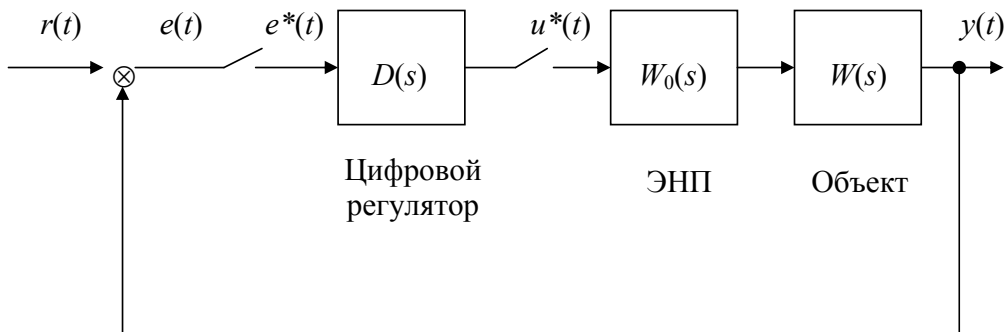 r(t) e(t) e*(t) u*(t) y(t)
D(s) W₀(s) W(s)
Цифровой регулятор ЭНП Объект